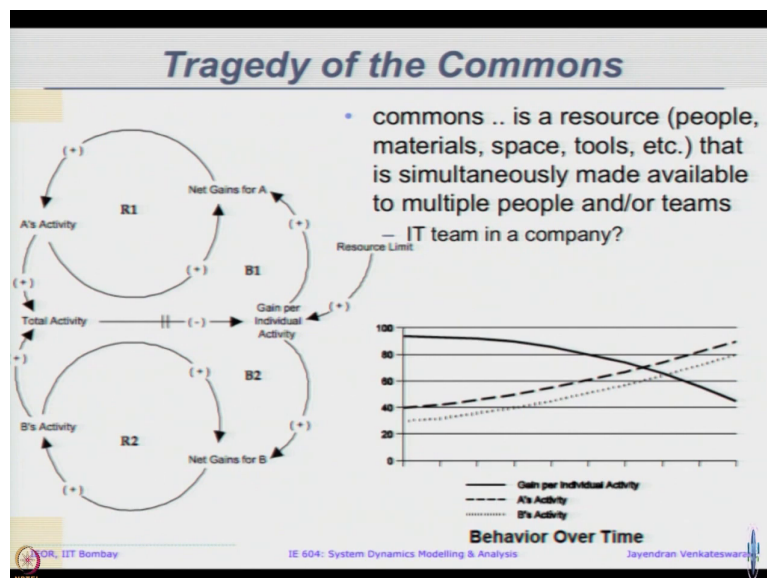 Tragedy of the Commons
• commons .. is a resource (people,
materials, space, tools, etc.) that
is simultaneously made available
to multiple people and/or teams
– IT team in a company?
(+)
Net Gains for A
R1
A's Activity
(+)
Resource Limit
(+)
B1
(+)
(+)
Total Activity
(-)
Gain per
Individual
Activity
+)
(+)
B2
B's Activity
R2
(+)
Net Gains for B
(+)
100
80
60
40
20
0
Gain per Individual Activity
A's Activity
B's Activity
Behavior Over Time
IEOR, IIT Bombay
IE 604: System Dynamics Modelling & Analysis